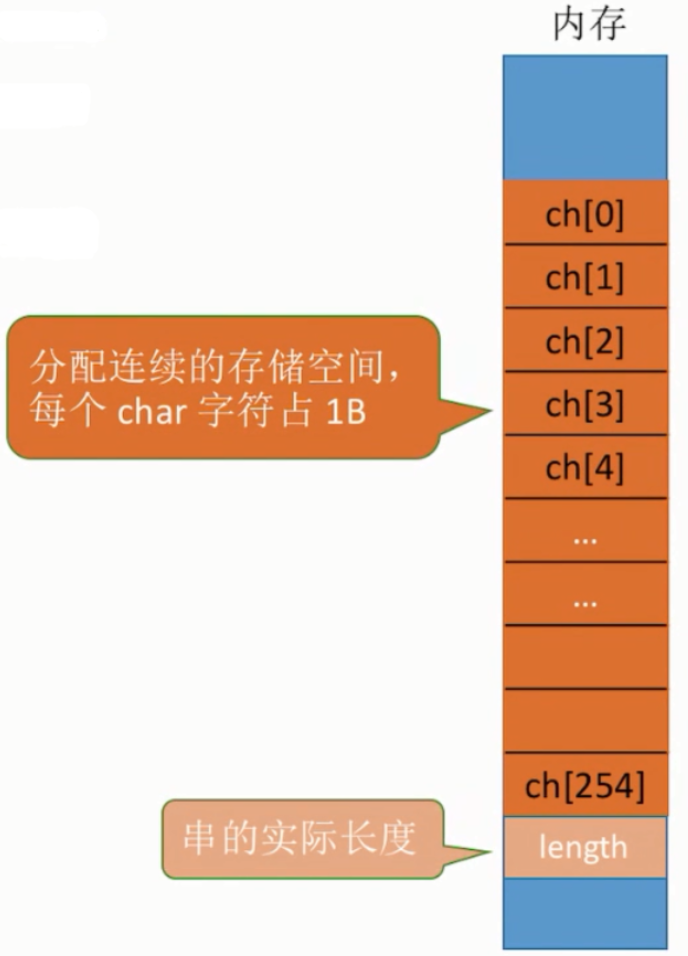 内存
ch[0]
ch[1]
ch[2]
分配连续的存储空间，
每个 char 字符占 1B
ch[3]
ch[4]
...
...
ch[254]
串的实际长度
length